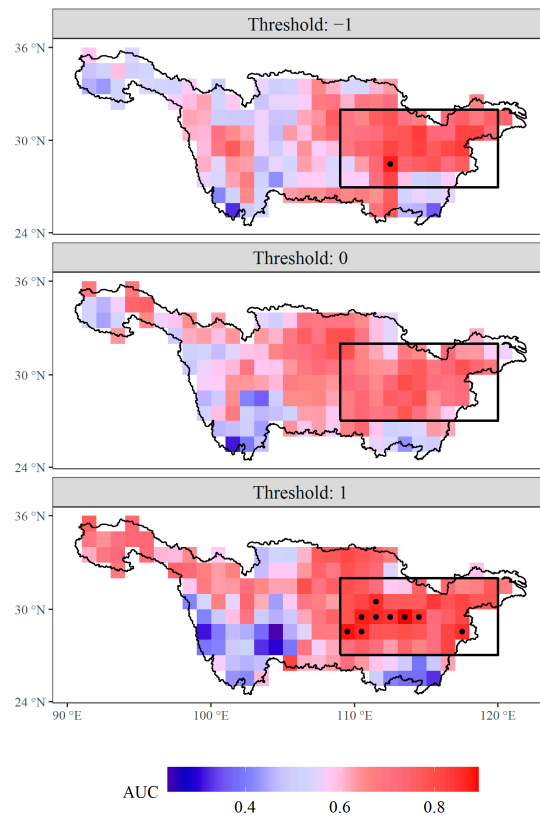 Threshold: −1
36 °N
30 °N
24 °N
Threshold: 0
36 °N
30 °N
24 °N
Threshold: 1
36 °N
30 °N
24 °N
90 °E 100 °E 110 °E 120 °E
AUC
0.4 0.6 0.8